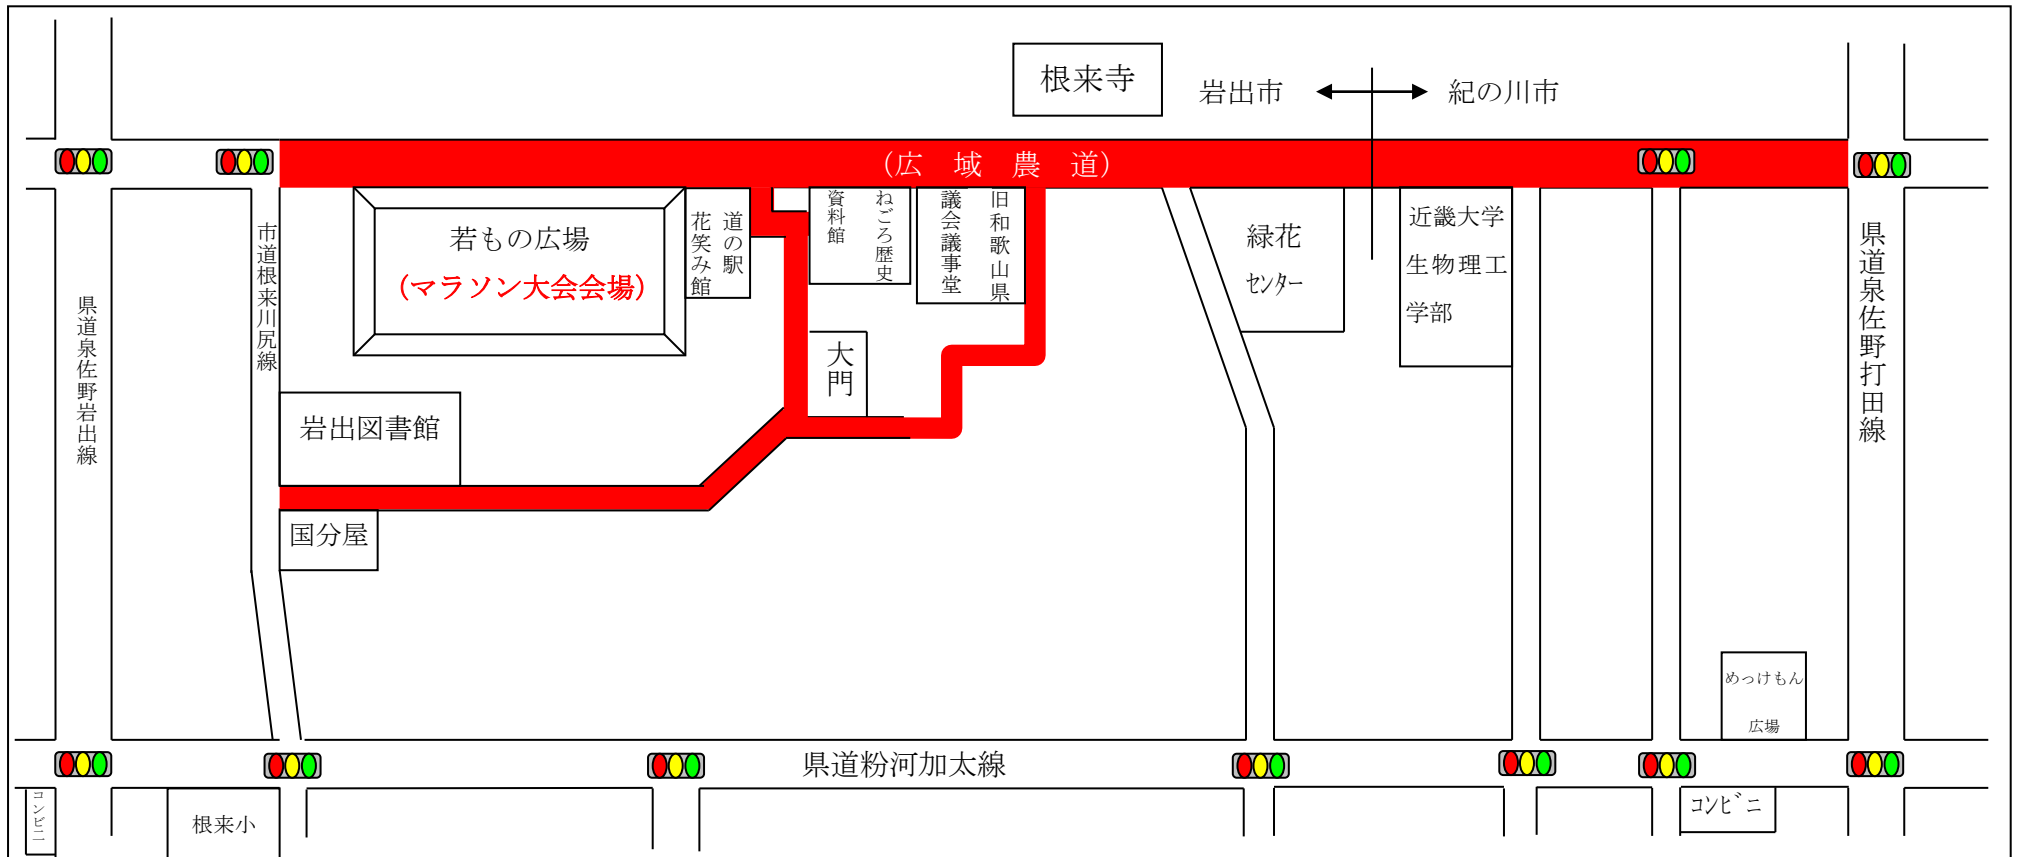 根来寺
岩出市
紀の川市
（広　域　農　道）
若もの広場
（マラソン大会会場）
道の駅
花笑み館
ねごろ歴史
資料館
旧和歌山県
議会議事堂
緑花
センター
近畿大学
生物理工
学部
市道根来川尻線
県道泉佐野岩出線
県道泉佐野打田線
大門
岩出図書館
国分屋
めっけもん
広場
県道粉河加太線
コンビニ
根来小
コンビニ